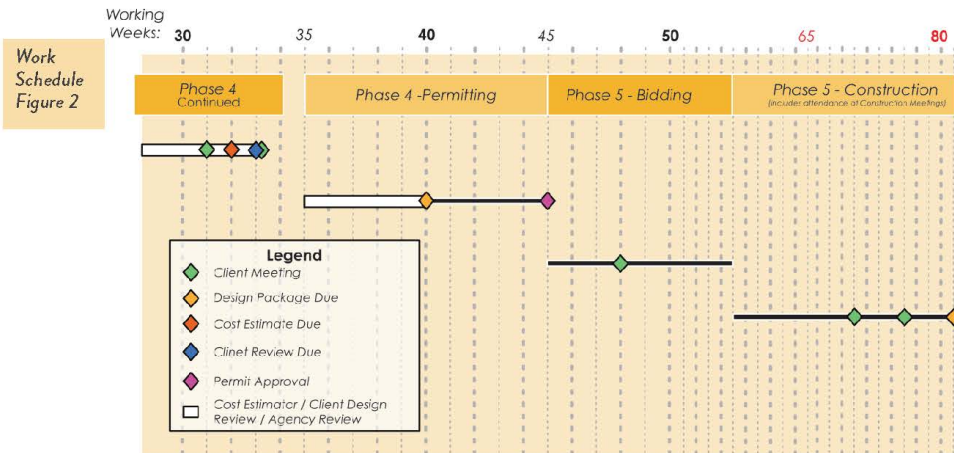 Working
Weeks: 30 35 40 45 50 65 80
Work
Schedule
Figure 2
Phase 4
Continued
Phase 4 -Permitting
Phase 5 - Bidding
Phase 5 - Construction
(includes attendance at Construction Meetings)
Legend
Client Meeting
Design Package Due
Cost Estimate Due
Clinet Review Due
Permit Approval
Cost Estimator / Client Design
Review / Agency Review